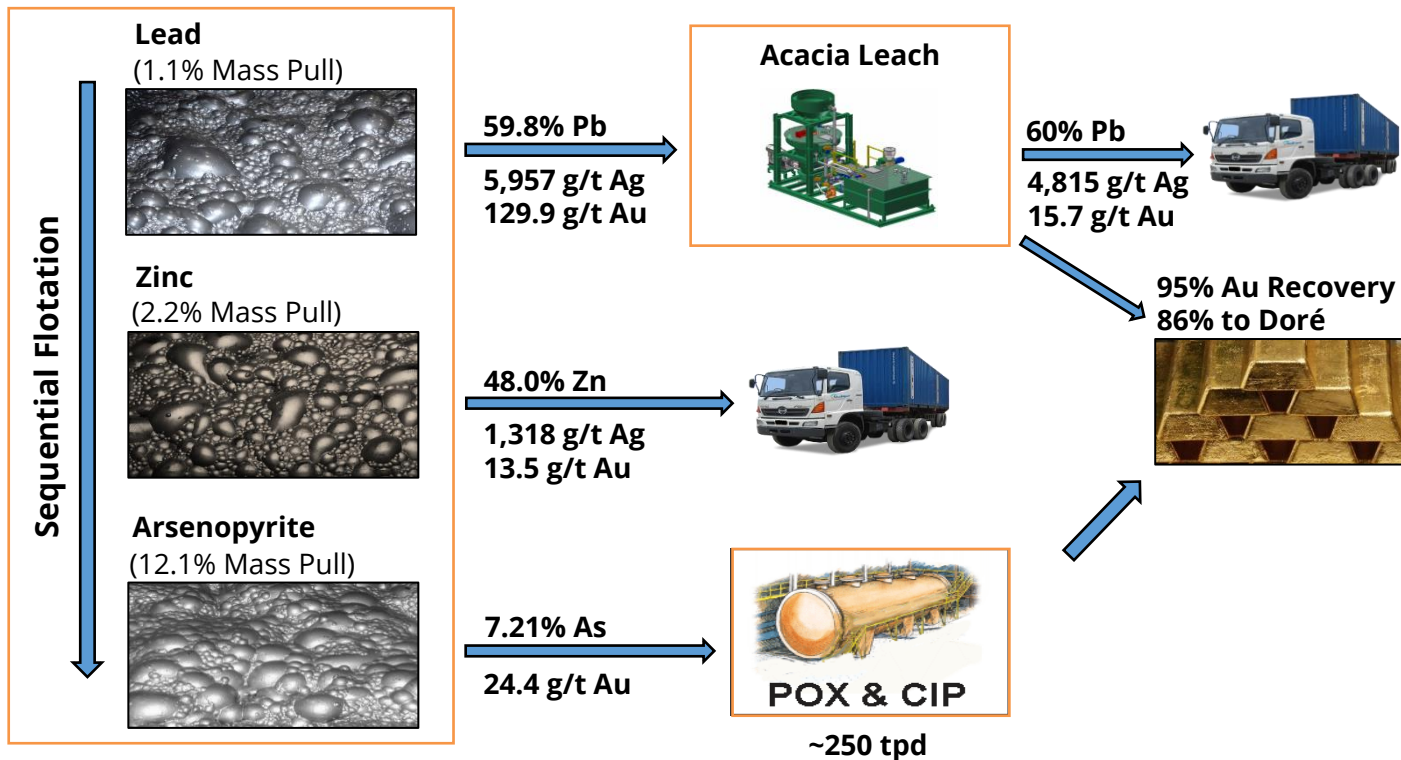 Sequential Flotation
Lead
(1.1% Mass Pull)
59.8% Pb
5,957 g/t Ag
129.9 g/t Au
Acacia Leach
60% Pb
4,815 g/t Ag
15.7 g/t Au
95% Au Recovery
86% to Doré
Zinc
(2.2% Mass Pull)
48.0% Zn
1,318 g/t Ag
13.5 g/t Au
Arsenopyrite
(12.1% Mass Pull)
7.21% As
24.4 g/t Au
POX & CIP
~250 tpd